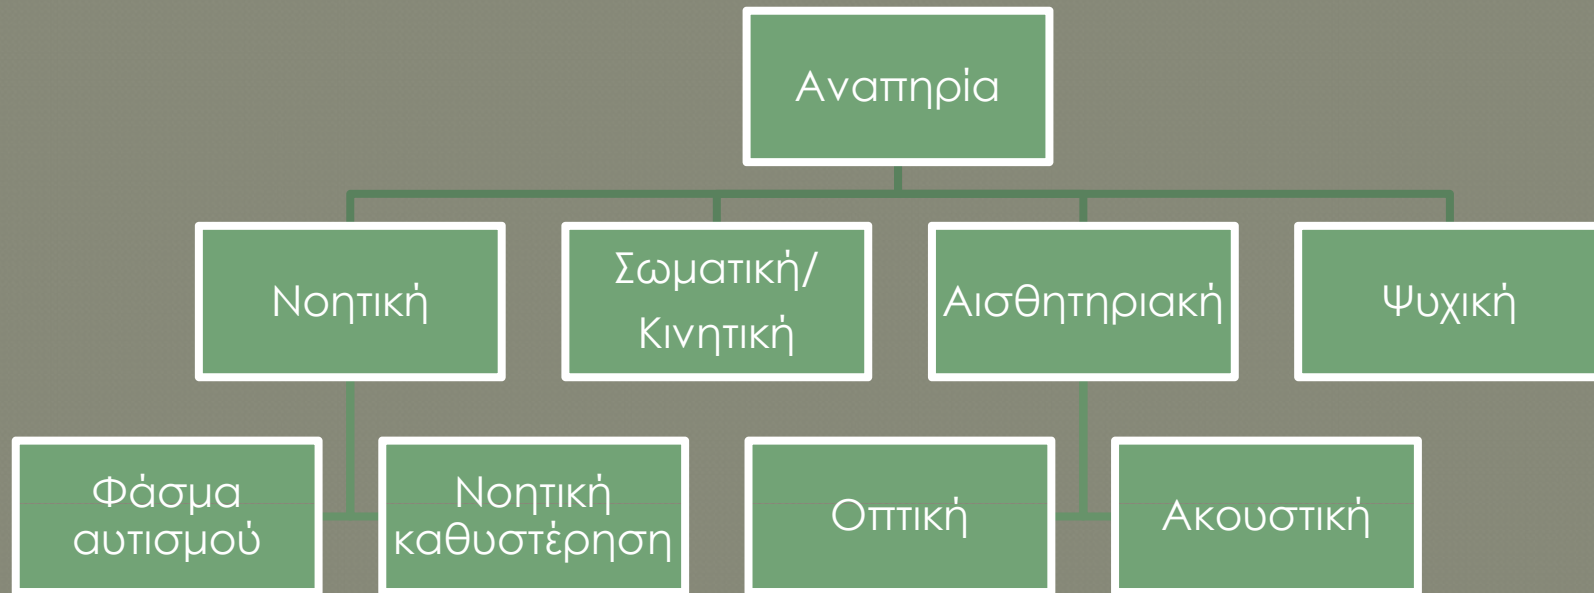 Αναπηρία
Νοητική
Σωματική/
Κινητική
Αισθητηριακή
Ψυχική
Φάσμα
αυτισμού
Νοητική
καθυστέρηση
Οπτική
Ακουστική